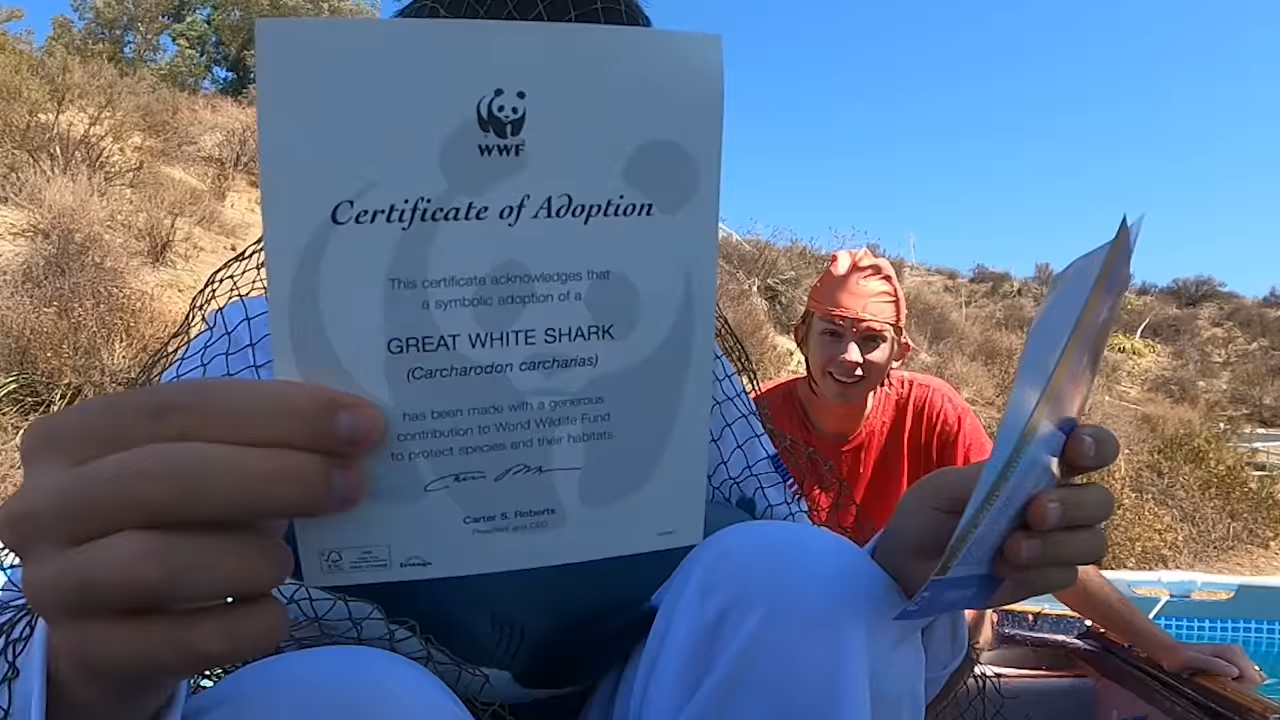 WWF
Certificate of Adoption
This certificate acknowledges that
a symbolic adoption of a
GREAT WHITE SHARK
(Carcharodon carcharias)
has been made with a generous
contribution to World Wildlife Fund
to protect species and their habitats.
Carter S. Roberts
President and CEO